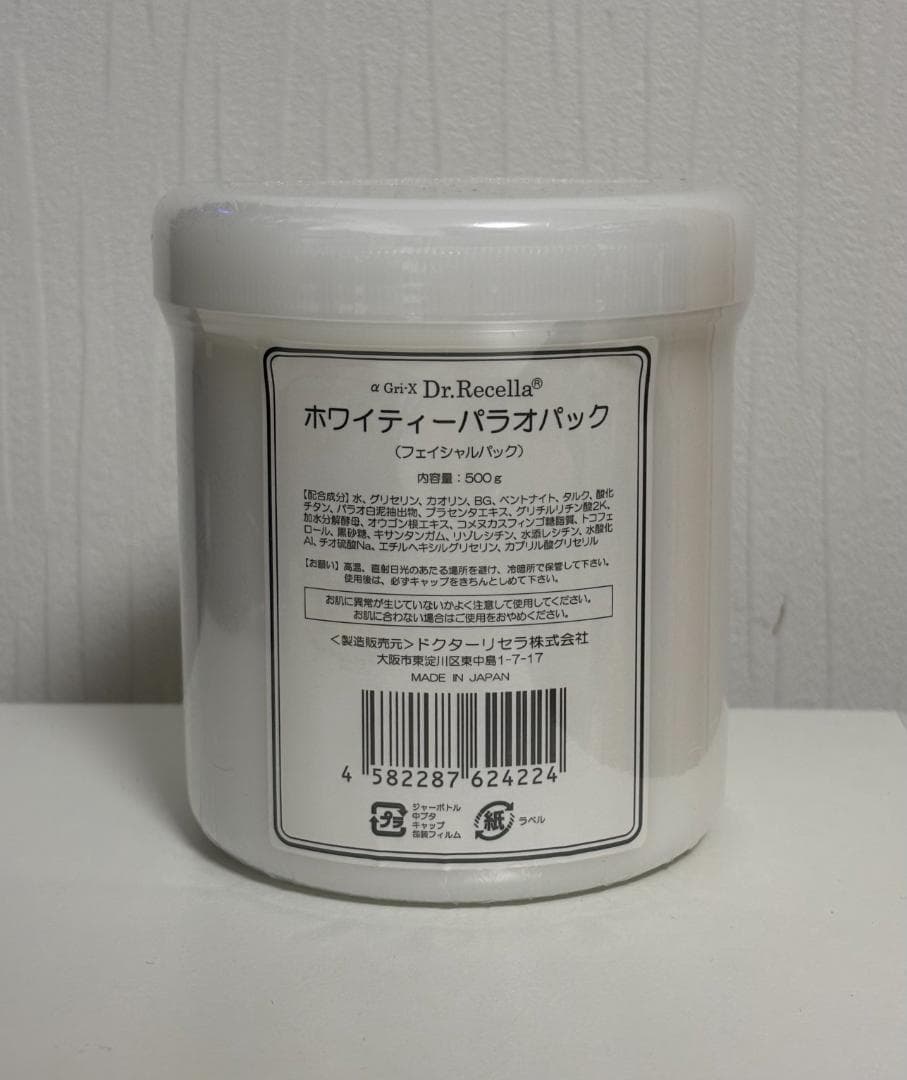 α Gri-X Dr.Recella®
ホワイティーパラオパック
（フェイシャルパック）
内容量：500ｇ
【配合成分】水、グリセリン、カオリン、BG、ベントナイト、タルク、酸化
チタン、パラオ白泥抽出物、プラセンタエキス、グリチルリチン酸2K、
加水分解酵母、オウゴン根エキス、コメヌカスフィンゴ糖脂質、トコフェ
ロール、黒砂糖、キサンタンガム、リゾレシチン、水添レシチン、水酸化
Al、チオ硫酸Na、エチルヘキシルグリセリン、カプリル酸グリセリル
【お願い】高温、直射日光のあたる場所を避け、冷暗所で保管して下さい。
使用後は、必ずキャップをきちんとしめて下さい。
お肌に異常が生じていないかよく注意して使用してください。
お肌に合わない場合はご使用をおやめください。
＜製造販売元＞ドクターリセラ株式会社
大阪市東淀川区東中島1-7-17
MADE IN JAPAN
4 582287 624224
プラ
ジャーボトル
中ブタ
キャップ
包装フィルム
紙
ラベル